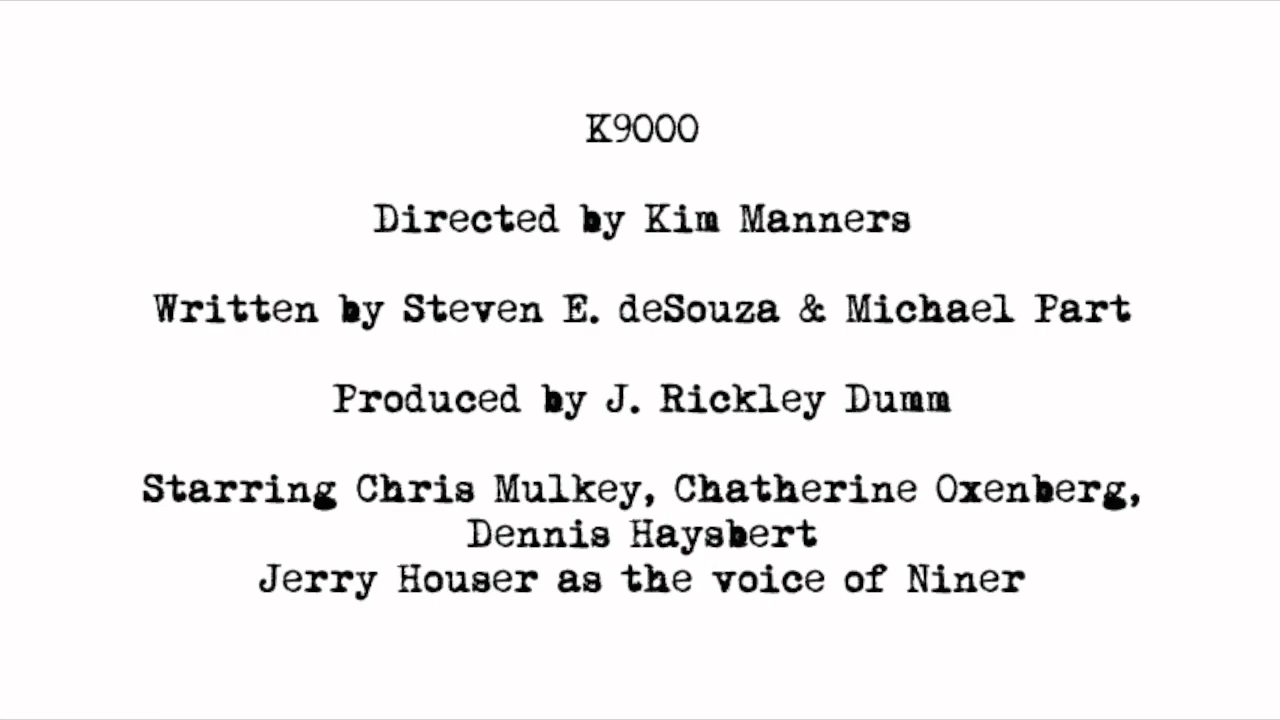 K9000
Directed by Kim Manners
Written by Steven E. deSouza & Michael Part
Produced by J. Rickley Dumm
Starring Chris Mulkey, Chatherine Oxenberg,
Dennis Haysbert
Jerry Houser as the voice of Niner